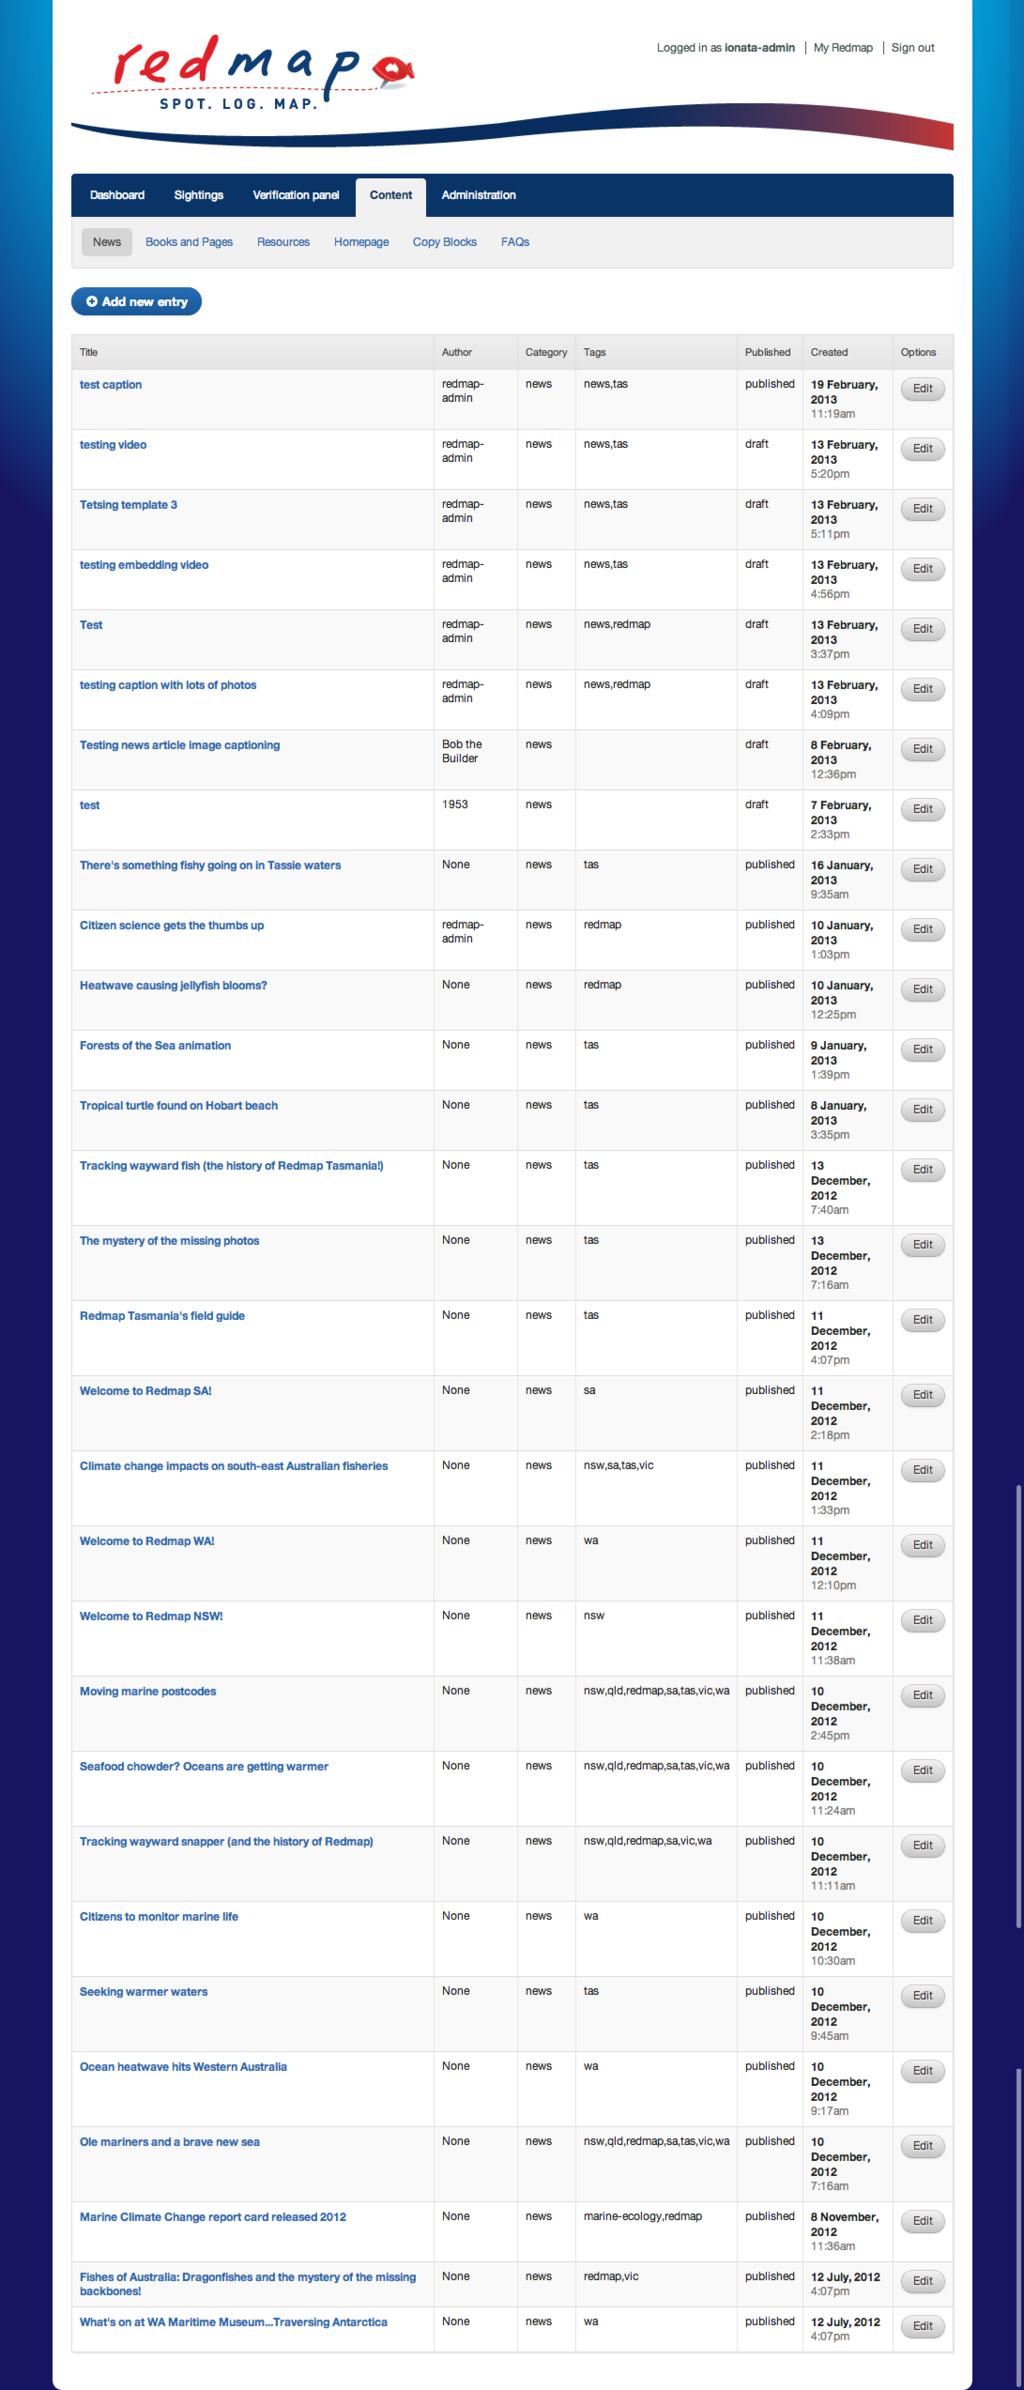 redmap
SPOT. LOG. MAP.
Logged in as ionata-admin | My Redmap | Sign out
Dashboard Sightings Verification panel Content Administration
News Books and Pages Resources Homepage Copy Blocks FAQs
Add new entry
Title Author Category Tags Published Created Options
test caption redmap- news news,tas published 19 February, Edit
admin 2013
11:19am
testing video redmap- news news,tas draft 13 February, Edit
admin 2013
5:20pm
Tetsing template 3 redmap- news news,tas draft 13 February, Edit
admin 2013
5:11pm
testing embedding video redmap- news news,tas draft 13 February, Edit
admin 2013
4:56pm
Test redmap- news news,redmap draft 13 February, Edit
admin 2013
3:37pm
testing caption with lots of photos redmap- news news,redmap draft 13 February, Edit
admin 2013
4:09pm
Testing news article image captioning Bob the news draft 8 February, Edit
Builder 2013
12:36pm
test 1953 news draft 7 February, Edit
2013
2:33pm
There's something fishy going on in Tassie waters None news tas published 16 January, Edit
2013
9:35am
Citizen science gets the thumbs up redmap- news redmap published 10 January, Edit
admin 2013
1:03pm
Heatwave causing jellyfish blooms? None news redmap published 10 January, Edit
2013
12:25pm
Forests of the Sea animation None news tas published 9 January, Edit
2013
1:39pm
Tropical turtle found on Hobart beach None news tas published 8 January, Edit
2013
3:35pm
Tracking wayward fish (the history of Redmap Tasmania!) None news tas published 13 Edit
December,
2012
7:40am
The mystery of the missing photos None news tas published 13 Edit
December,
2012
7:16am
Redmap Tasmania's field guide None news tas published 11 Edit
December,
2012
4:07pm
Welcome to Redmap SA! None news sa published 11 Edit
December,
2012
2:18pm
Climate change impacts on south-east Australian fisheries None news nsw,sa,tas,vic published 11 Edit
December,
2012
1:33pm
Welcome to Redmap WA! None news wa published 11 Edit
December,
2012
12:10pm
Welcome to Redmap NSW! None news nsw published 11 Edit
December,
2012
11:38am
Moving marine postcodes None news nsw,qld,redmap,sa,tas,vic,wa published 10 Edit
December,
2012
2:45pm
Seafood chowder? Oceans are getting warmer None news nsw,qld,redmap,sa,tas,vic,wa published 10 Edit
December,
2012
11:24am
Tracking wayward snapper (and the history of Redmap) None news nsw,qld,redmap,sa,vic,wa published 10 Edit
December,
2012
11:11am
Citizens to monitor marine life None news wa published 10 Edit
December,
2012
10:30am
Seeking warmer waters None news tas published 10 Edit
December,
2012
9:45am
Ocean heatwave hits Western Australia None news wa published 10 Edit
December,
2012
9:17am
Ole mariners and a brave new sea None news nsw,qld,redmap,sa,tas,vic,wa published 10 Edit
December,
2012
7:16am
Marine Climate Change report card released 2012 None news marine-ecology,redmap published 8 November, Edit
2012
11:36am
Fishes of Australia: Dragonfishes and the mystery of the missing None news redmap,vic published 12 July, 2012 Edit
backbones! 4:07pm
What's on at WA Maritime Museum...Traversing Antarctica None news wa published 12 July, 2012 Edit
4:07pm